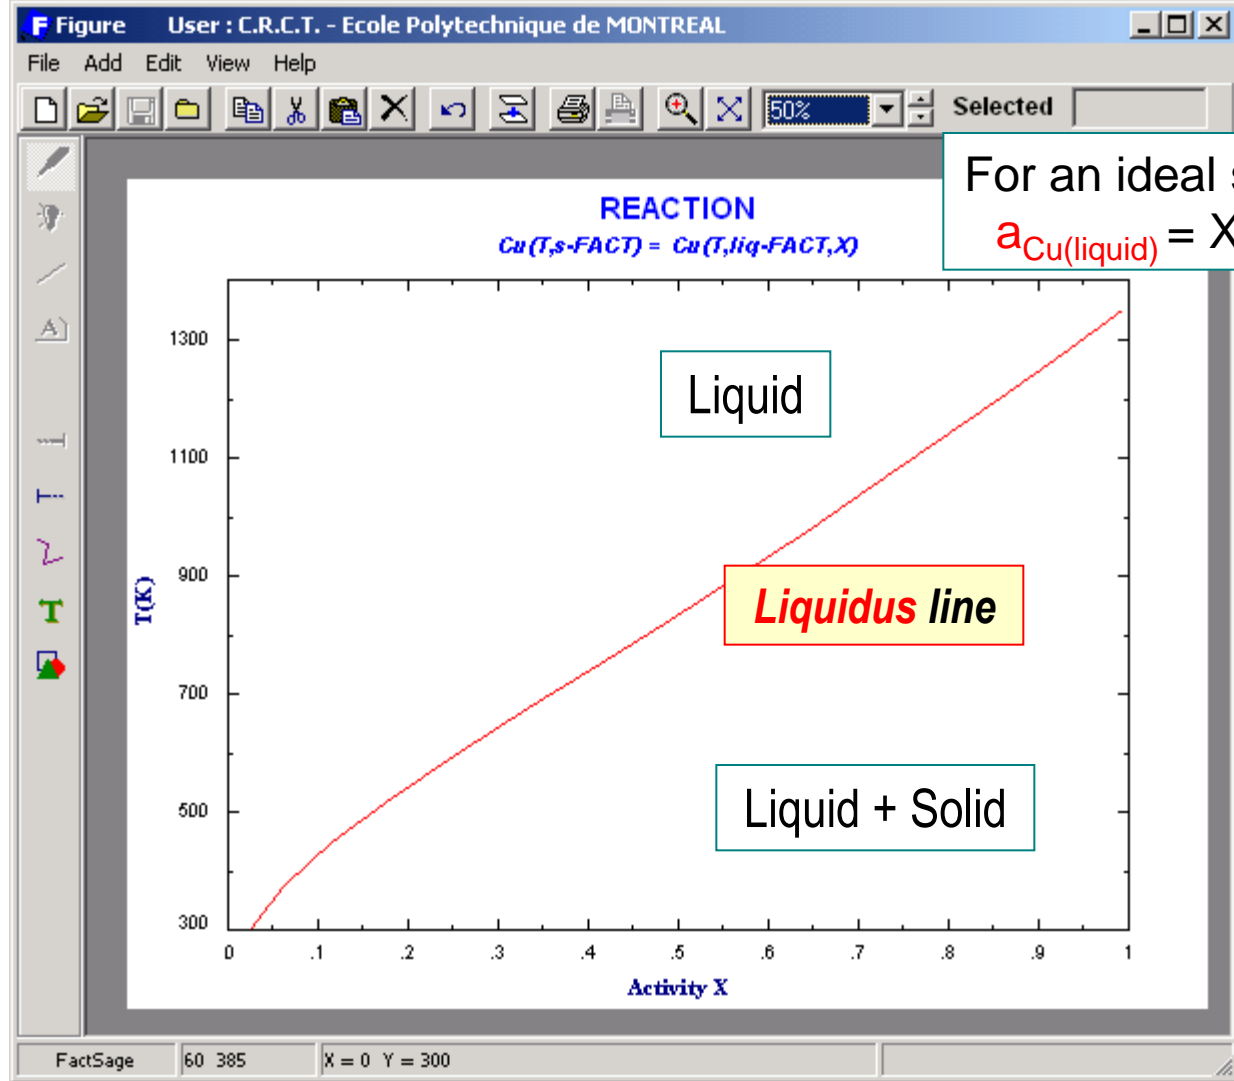 Figure User : C.R.C.T. - Ecole Polytechnique de MONTREAL
File Add Edit View Help
50% Selected
For an ideal
a_Cu(liquid) = X
REACTION
Cu(T,s-FACT) = Cu(T,liq-FACT,X)
1300
1100
900
700
500
300
T(K)
Liquid
Liquidus line
Liquid + Solid
0 .1 .2 .3 .4 .5 .6 .7 .8 .9 1
Activity X
FactSage 60 385 X = 0 Y = 300